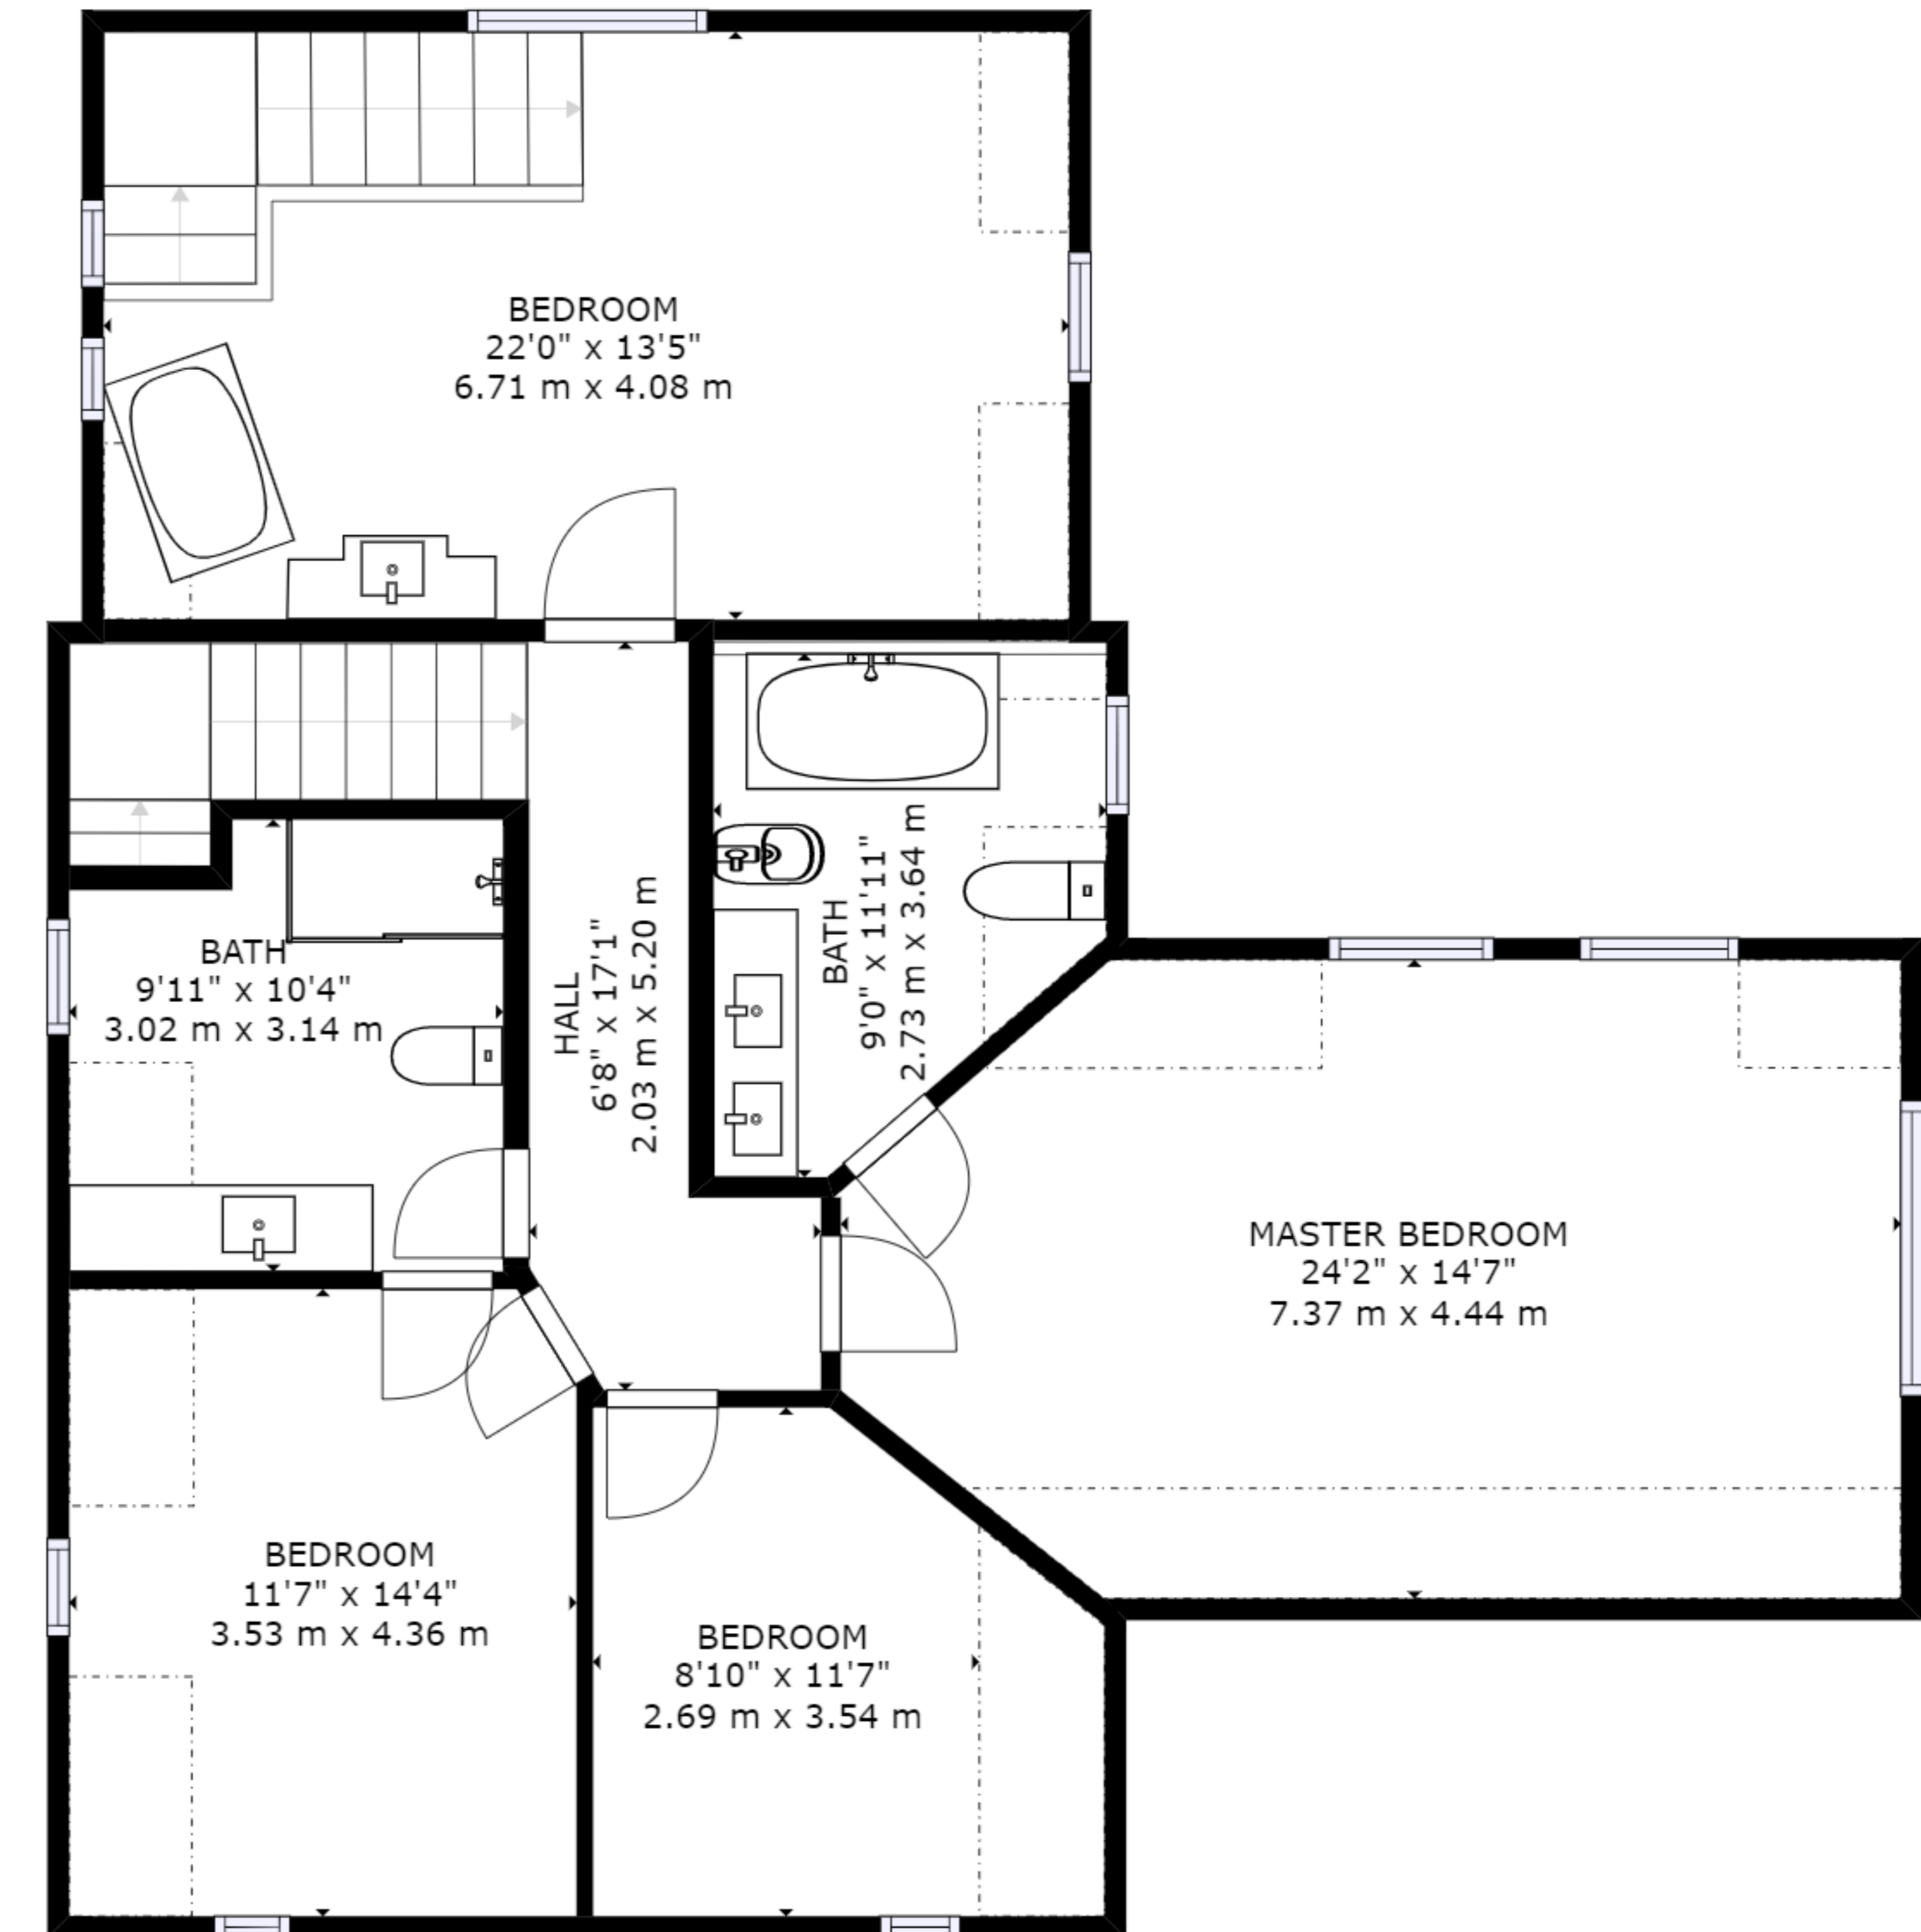 BEDROOM
22'0" x 13'5"
6.71 m x 4.08 m
BATH
9'11" x 10'4"
3.02 m x 3.14 m
HALL
6'8" x 17'1"
2.03 m x 5.20 m
BATH
9'0" x 11'11"
2.73 m x 3.64 m
MASTER BEDROOM
24'2" x 14'7"
7.37 m x 4.44 m
BEDROOM
11'7" x 14'4"
3.53 m x 4.36 m
BEDROOM
8'10" x 11'7"
2.69 m x 3.54 m